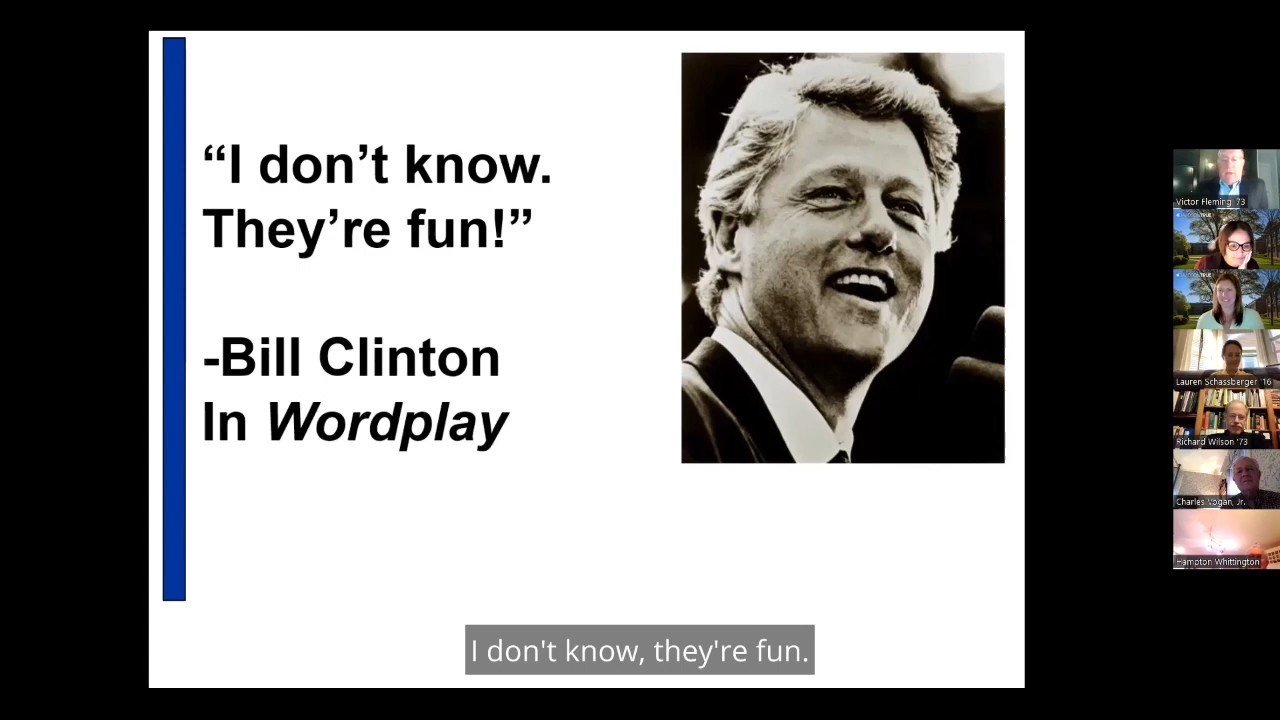 “I don’t know.
They’re fun!”
-Bill Clinton
In Wordplay
I don't know, they're fun.
Victor Fleming '73
Lauren Schassberger '16
Richard Wilson '73
Charles Vogan, Jr.
Hampton Whittington